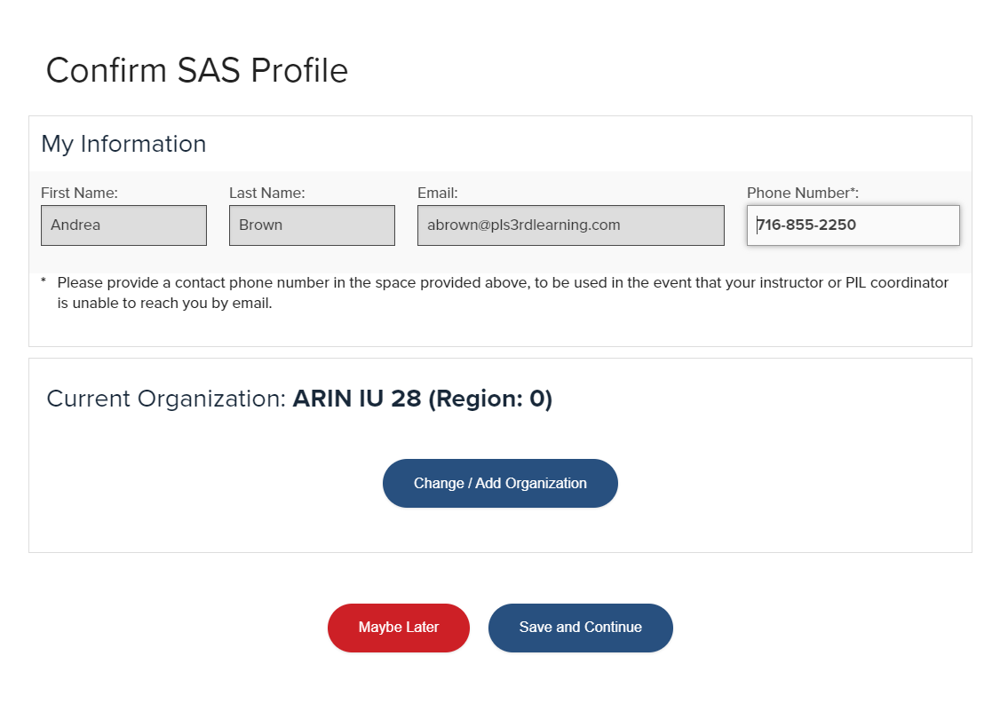 Confirm SAS Profile
My Information
First Name:
Last Name:
Email:
Phone Number*:
Andrea
Brown
abrown@pls3rdlearning.com
716-855-2250
* Please provide a contact phone number in the space provided above, to be used in the event that your instructor or PIL coordinator
is unable to reach you by email.
Current Organization: ARIN IU 28 (Region: 0)
Change / Add Organization
Maybe Later
Save and Continue